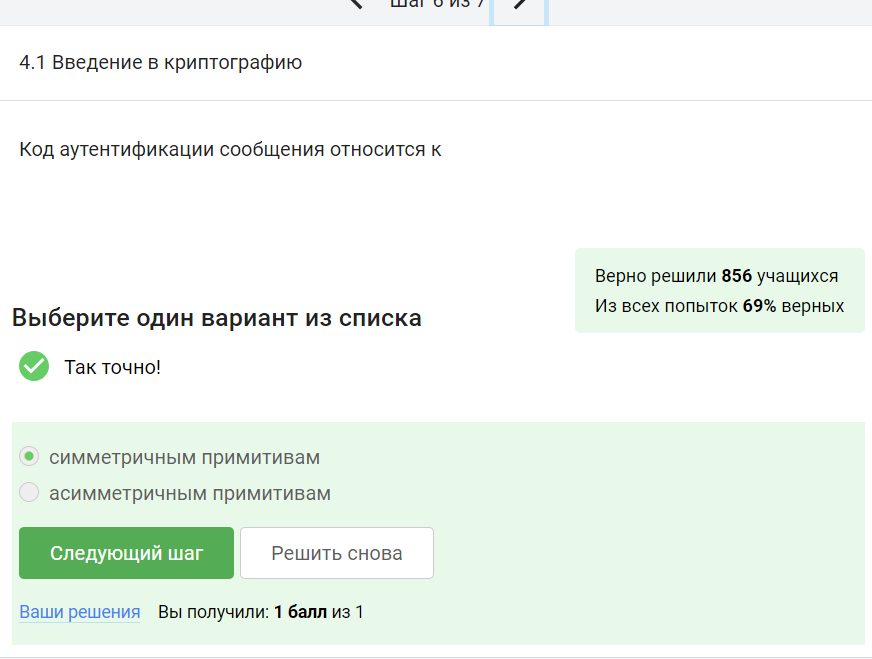 Шаг 6 из 7
4.1 Введение в криптографию
Код аутентификации сообщения относится к
Верно решили 856 учащихся
Из всех попыток 69% верных
Выберите один вариант из списка
Так точно!
симметричным примитивам
асимметричным примитивам
Следующий шаг
Решить снова
Ваши решения Вы получили: 1 балл из 1